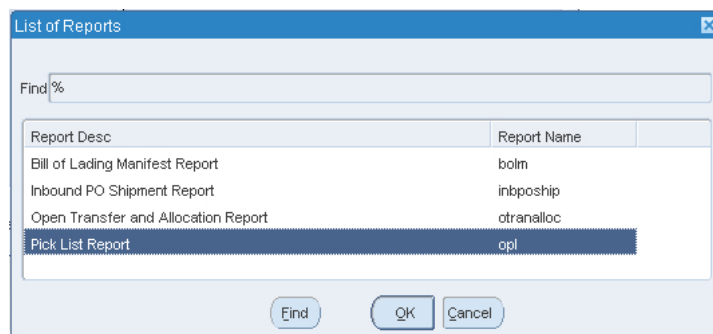 List of Reports
Find %
Report Desc Report Name
Bill of Lading Manifest Report bolm
Inbound PO Shipment Report inbpoship
Open Transfer and Allocation Report otranalloc
Pick List Report opl
Find OK Cancel